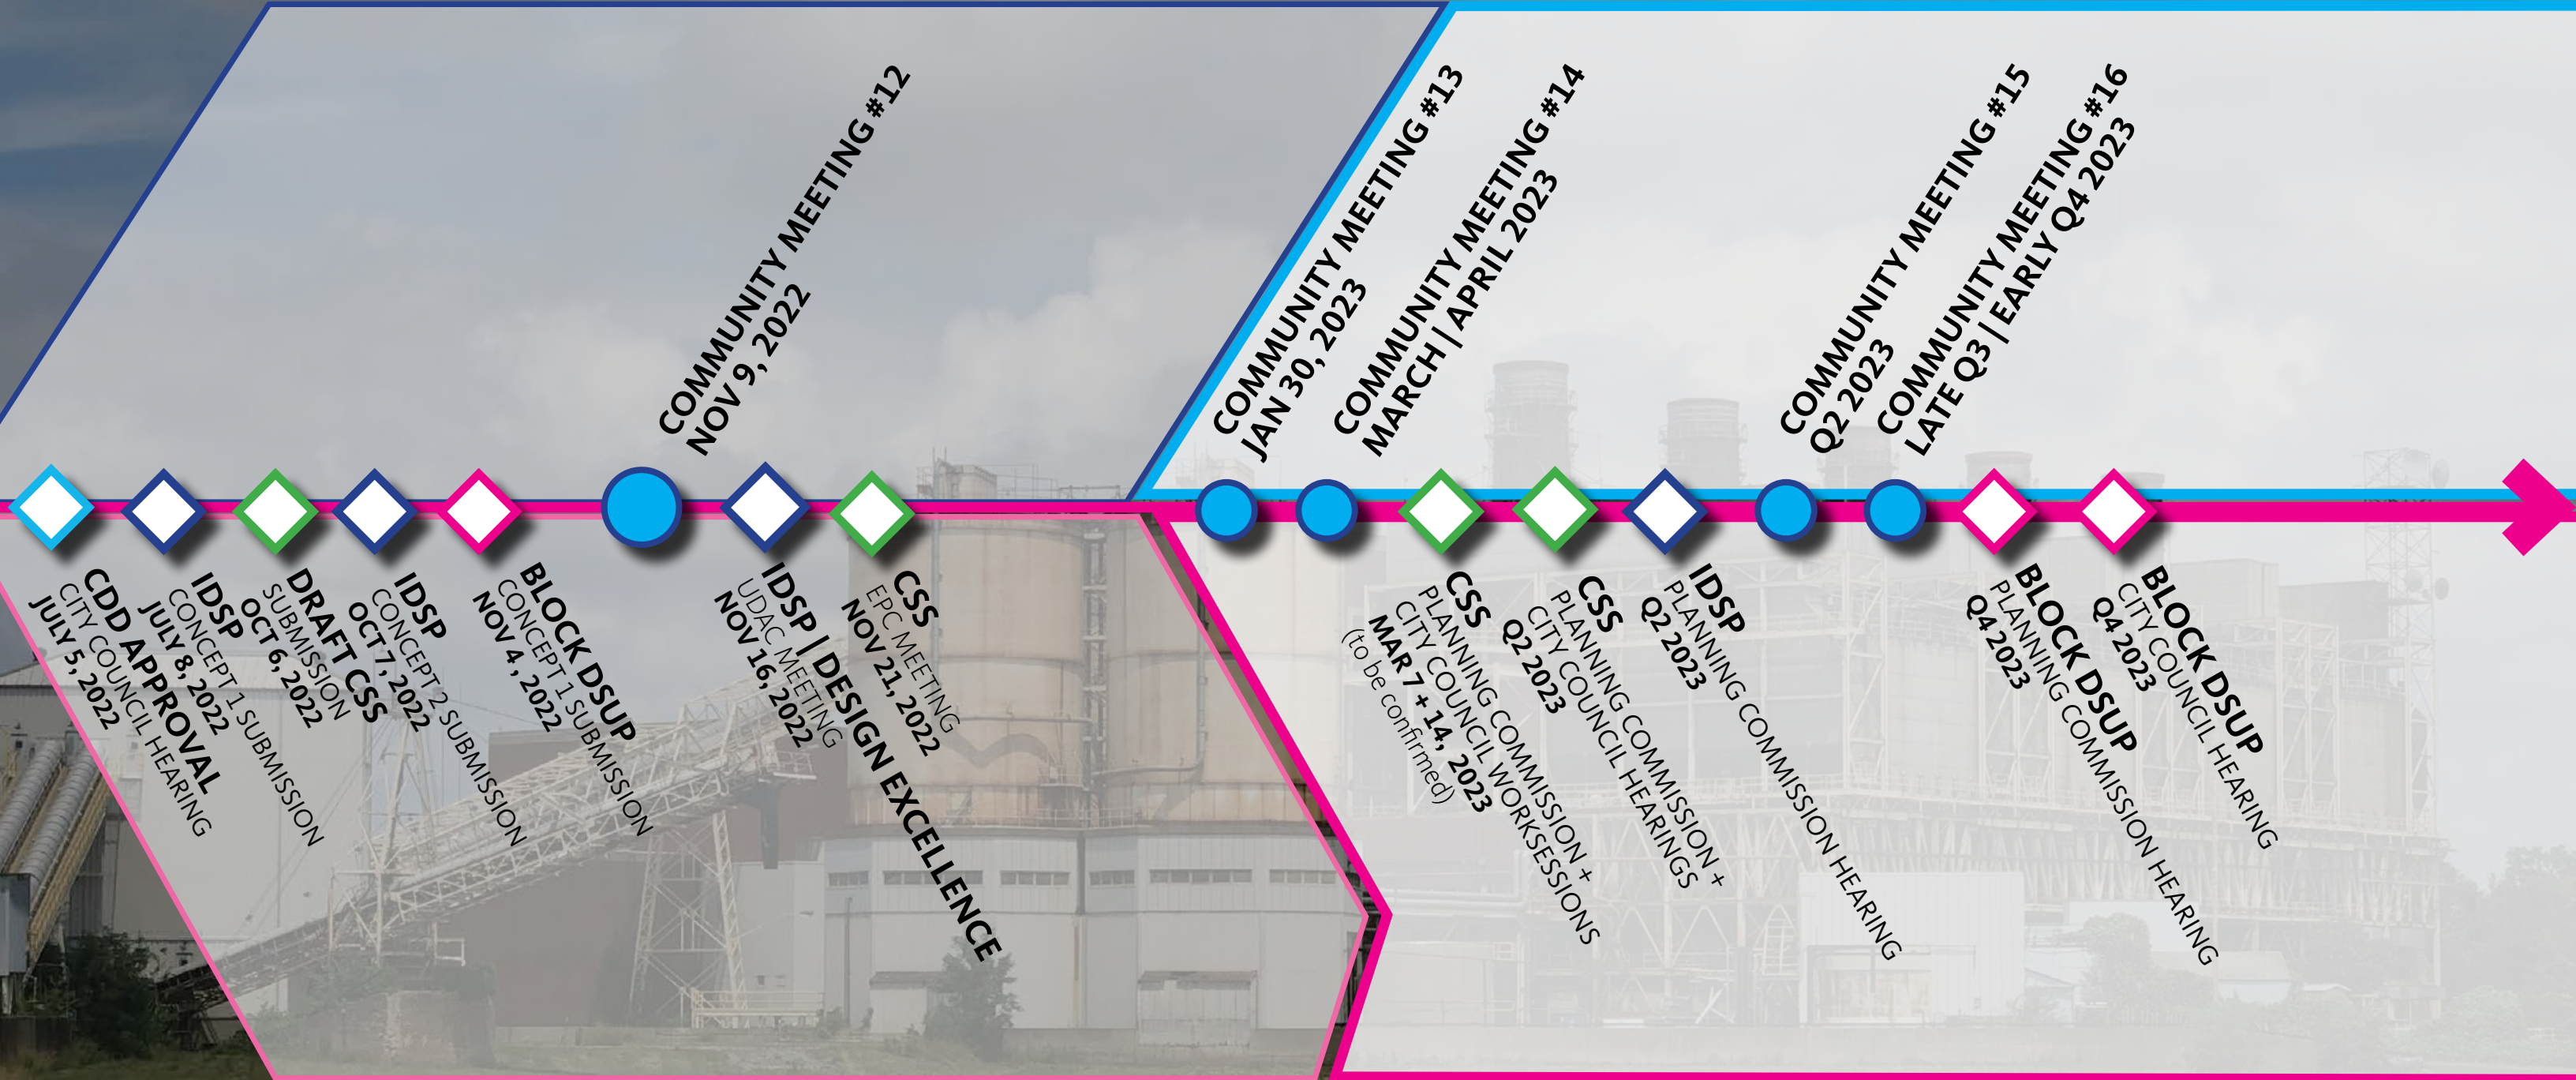 COMMUNITY MEETING #12
NOV 9, 2022
COMMUNITY MEETING #13
JAN 30, 2023
COMMUNITY MEETING #14
MARCH | APRIL 2023
COMMUNITY MEETING #15
Q2 2023
COMMUNITY MEETING #16
LATE Q3 | EARLY Q4 2023
CDD APPROVAL
CITY COUNCIL HEARING
JULY 5, 2022
IDSP
CONCEPT 1 SUBMISSION
JULY 8, 2022
DRAFT CSS
SUBMISSION
OCT 6, 2022
IDSP
CONCEPT 2 SUBMISSION
OCT 7, 2022
BLOCK DSUP
CONCEPT 1 SUBMISSION
NOV 4, 2022
IDSP | DESIGN EXCELLENCE
UDAC MEETING
NOV 16, 2022
CSS
EPC MEETING
NOV 21, 2022
CSS
PLANNING COMMISSION +
CITY COUNCIL WORKSESSIONS
MAR 7 + 14, 2023
(to be confirmed)
CSS
PLANNING COMMISSION +
CITY COUNCIL HEARINGS
Q2 2023
IDSP
PLANNING COMMISSION HEARING
Q2 2023
BLOCK DSUP
PLANNING COMMISSION HEARING
Q4 2023
BLOCK DSUP
CITY COUNCIL HEARING
Q4 2023